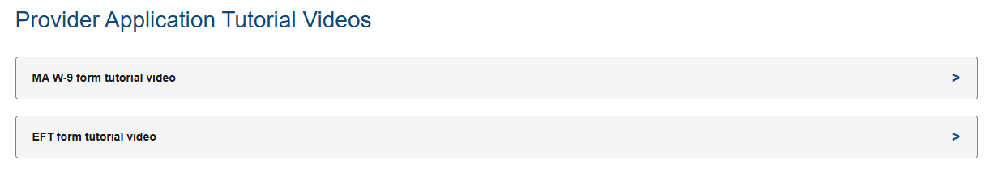 Provider Application Tutorial Videos
MA W-9 form tutorial video >
EFT form tutorial video >